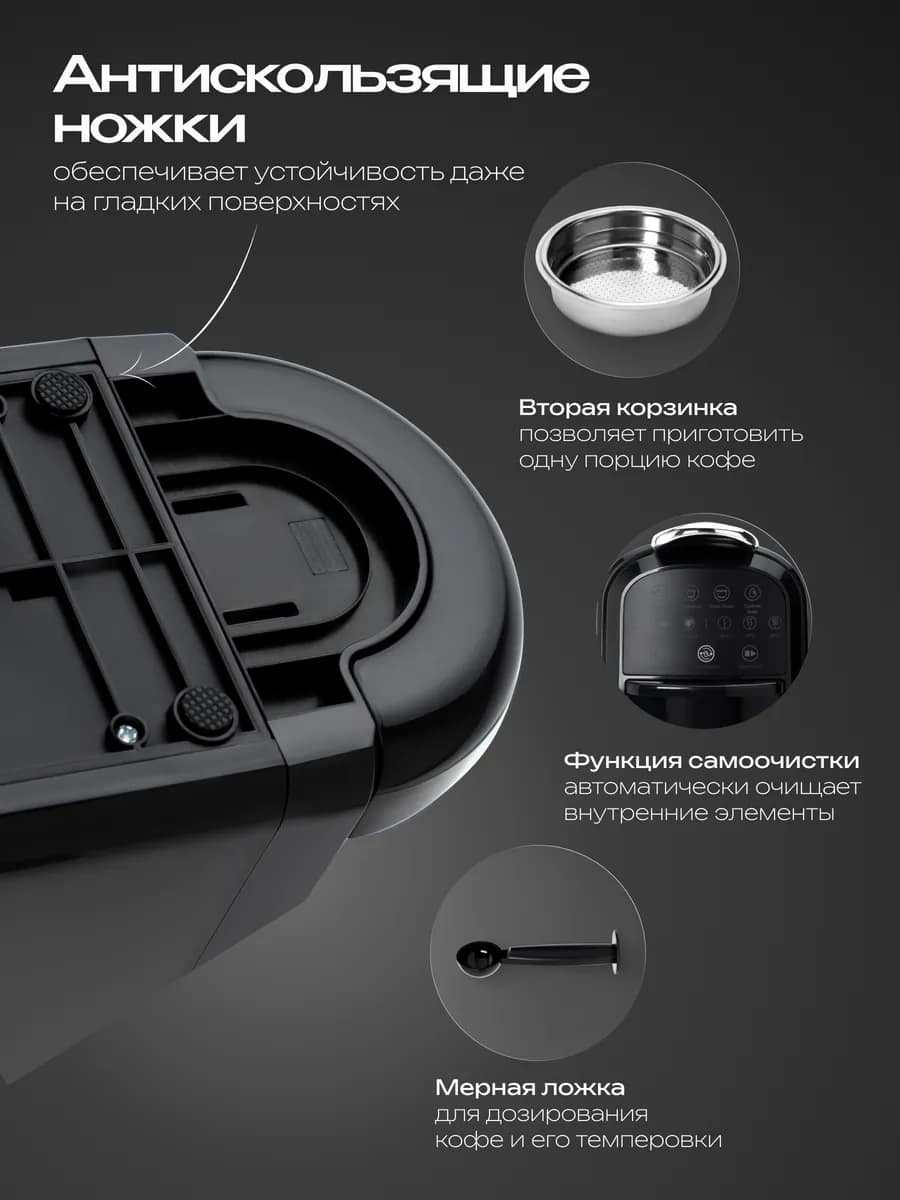 Антискользящие
ножки
обеспечивает устойчивость даже
на гладких поверхностях
Вторая корзинка
позволяет приготовить
одну порцию кофе
Функция самоочистки
автоматически очищает
внутренние элементы
Мерная ложка
для дозирования
кофе и его темперовки